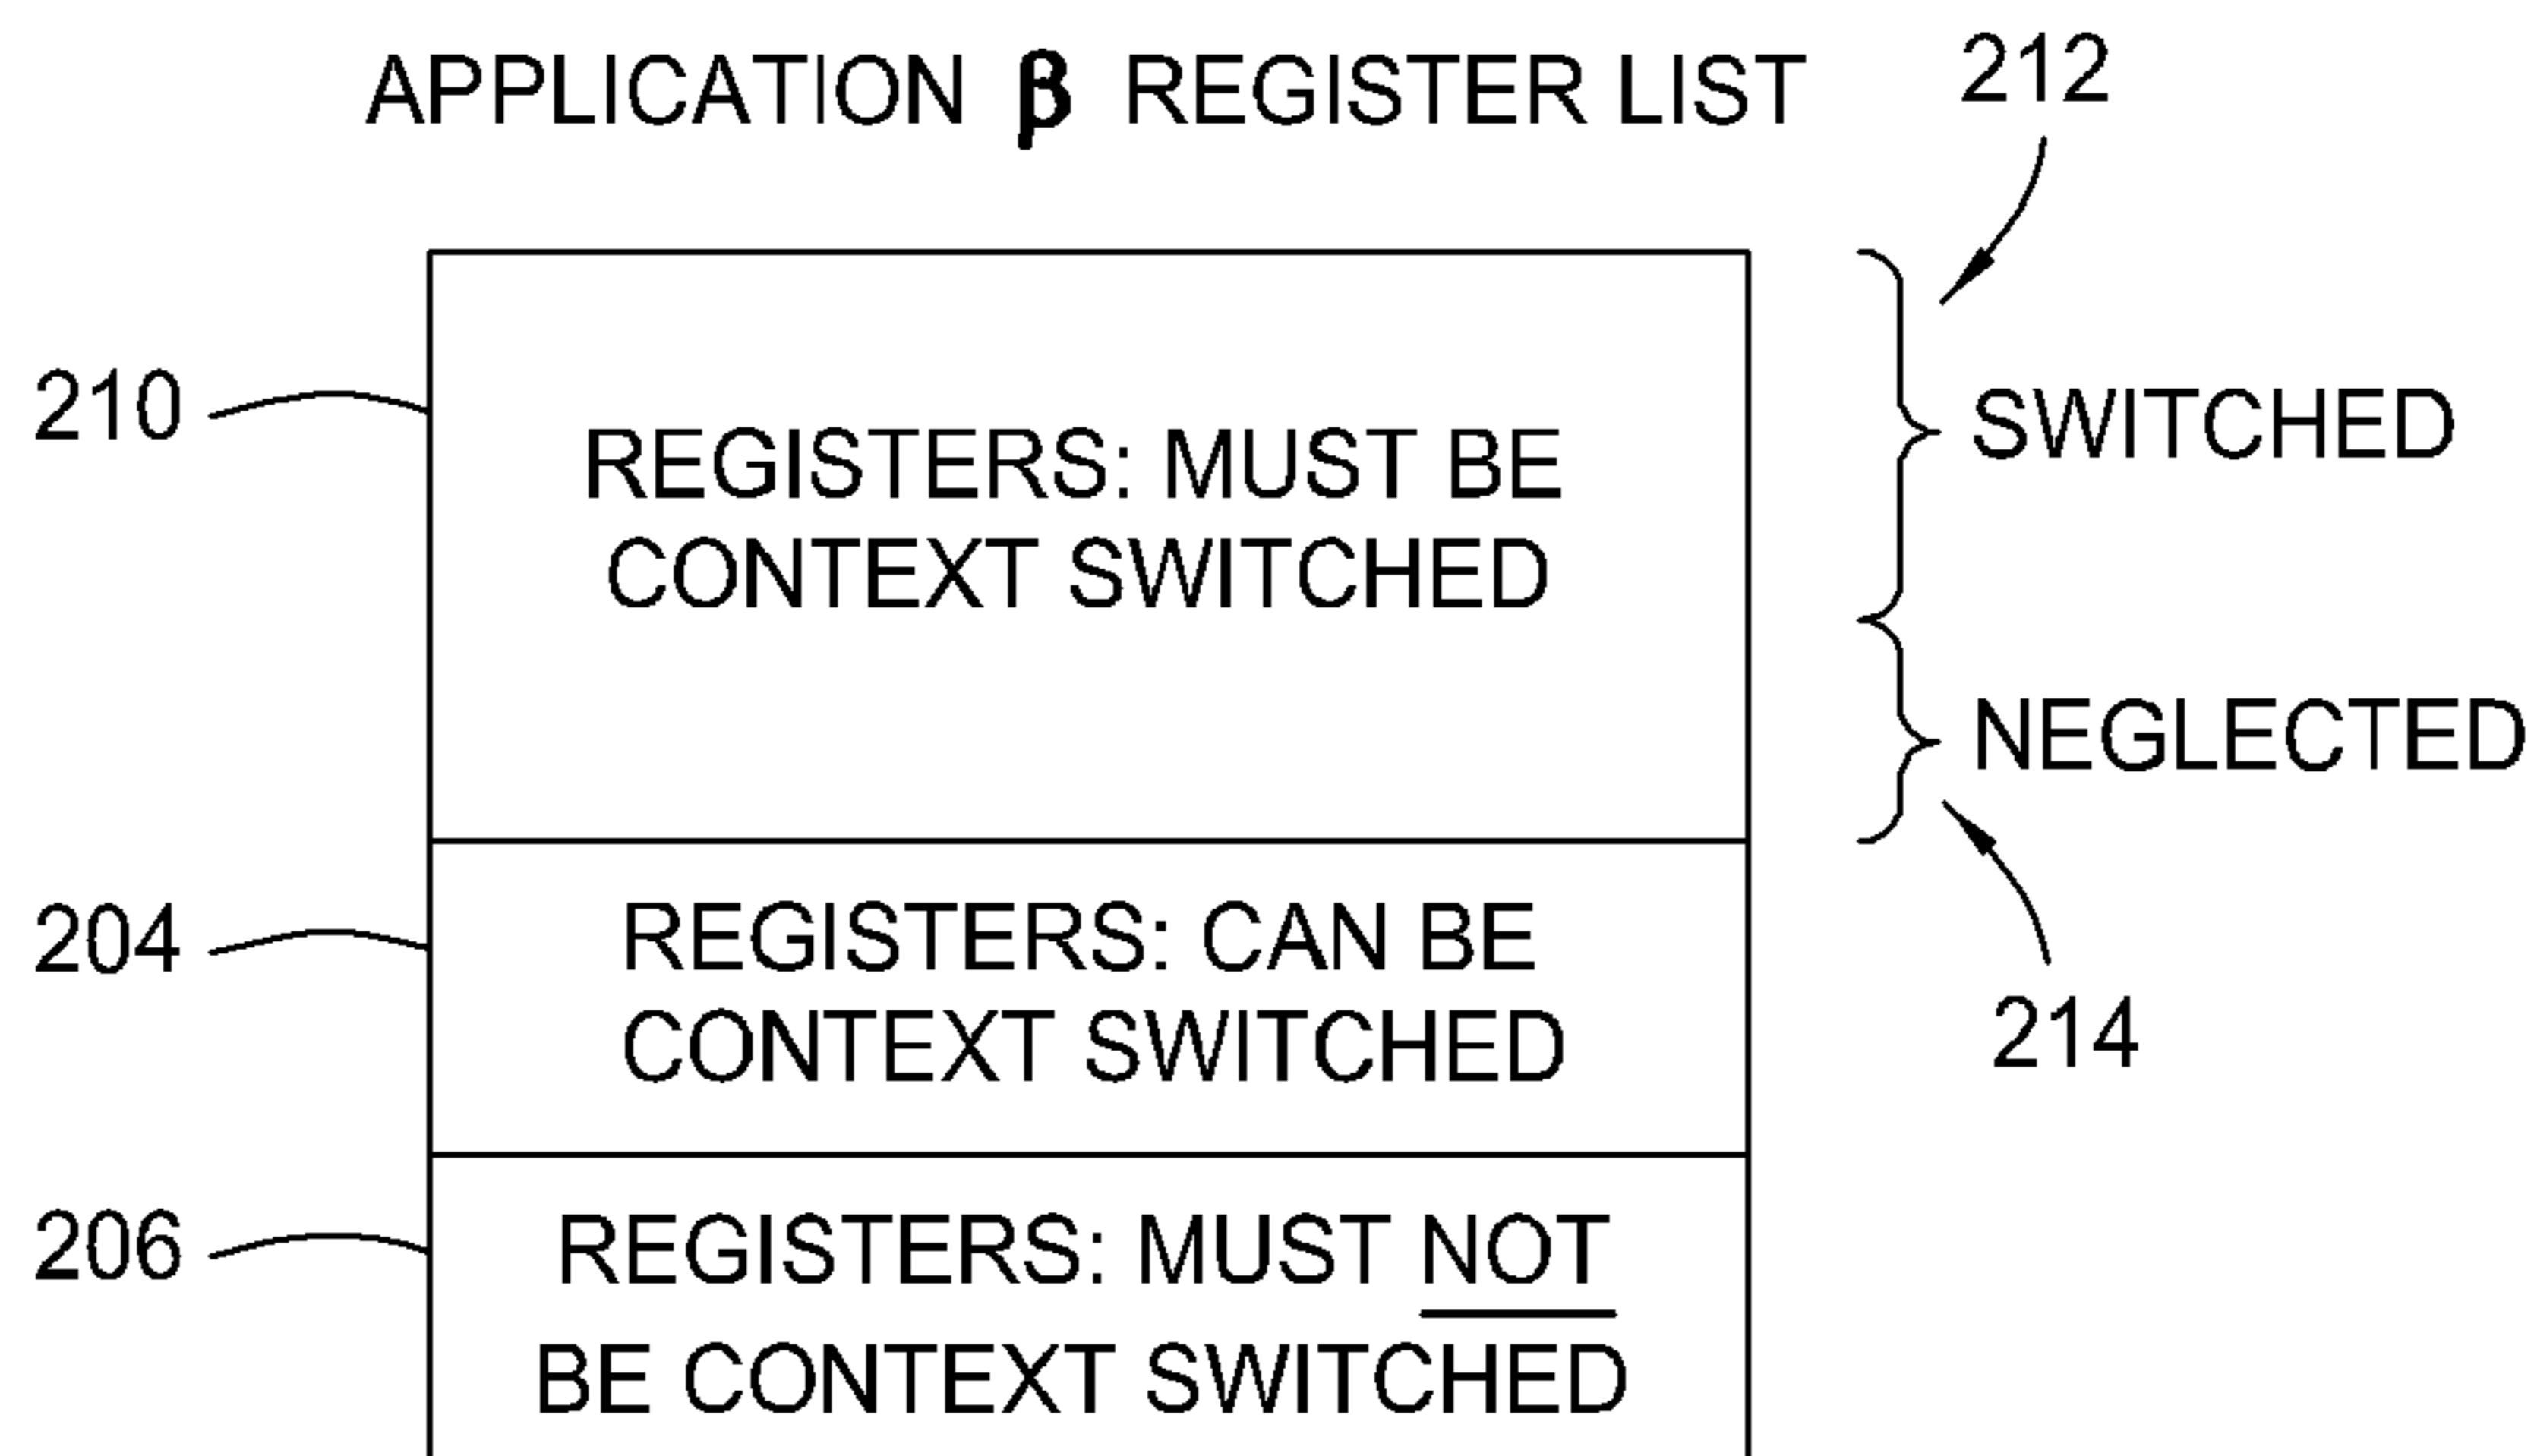 APPLICATION β REGISTER LIST
212
210
REGISTERS: MUST BE
CONTEXT SWITCHED
SWITCHED
NEGLECTED
204
REGISTERS: CAN BE
CONTEXT SWITCHED
214
206
REGISTERS: MUST NOT
BE CONTEXT SWITCHED